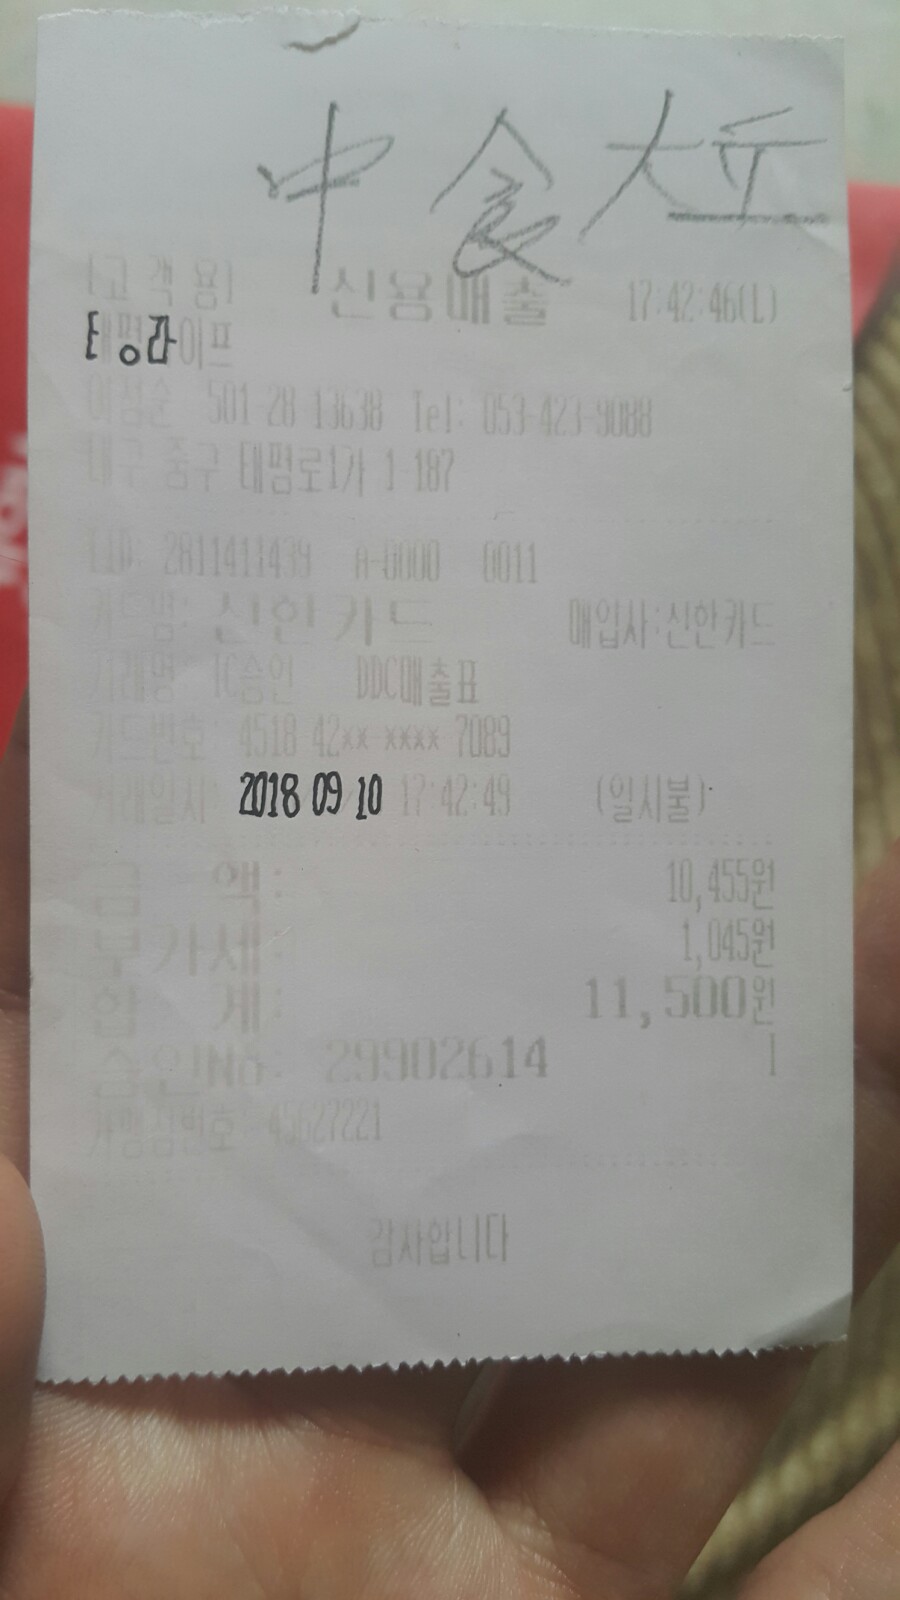 中食大丘
[고객용] 신용매출 17:42:46(L)
태평라이프
이정순 501-28-13638 Tel: 053-423-9088
대구 중구 태평로1가 1-187
TID: 2811411439 A-0000 0011
카드명: 신한카드 매입사:신한카드
거래명: IC승인 DDC매출표
카드번호: 4518-42**-****-7089
거래일시: 2018/09/10 17:42:49 (일시불)
금 액: 10,455원
부가세: 1,045원
합 계: 11,500원
승인No: 29902614 1
가맹점번호: 45627221
감사합니다